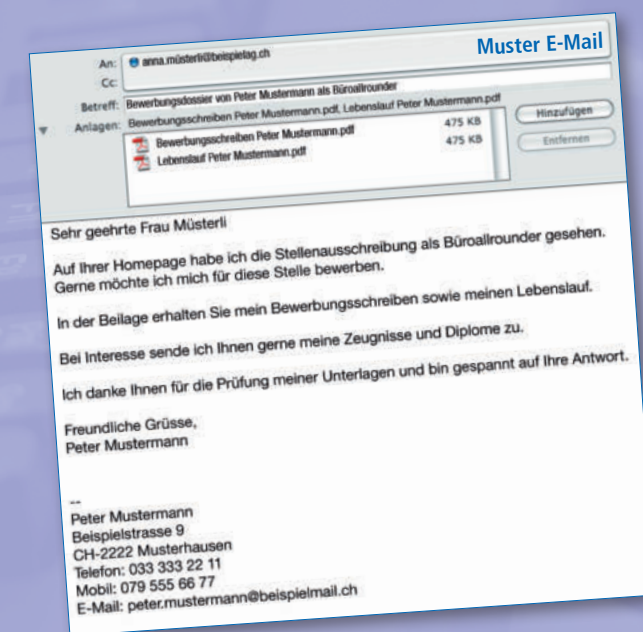 Muster E-Mail
An: anna.müsterli@beispielag.ch
Cc:
Betreff: Bewerbungsdossier von Peter Mustermann als Büroallrounder
Anlagen: Bewerbungsschreiben Peter Mustermann.pdf, Lebenslauf Peter Mustermann.pdf
Bewerbungsschreiben Peter Mustermann.pdf 475 KB
Lebenslauf Peter Mustermann.pdf 475 KB
Hinzufügen
Entfernen
Sehr geehrte Frau Müsterli
Auf Ihrer Homepage habe ich die Stellenausschreibung als Büroallrounder gesehen.
Gerne möchte ich mich für diese Stelle bewerben.
In der Beilage erhalten Sie mein Bewerbungsschreiben sowie meinen Lebenslauf.
Bei Interesse sende ich Ihnen gerne meine Zeugnisse und Diplome zu.
Ich danke Ihnen für die Prüfung meiner Unterlagen und bin gespannt auf Ihre Antwort.
Freundliche Grüsse,
Peter Mustermann
--
Peter Mustermann
Beispielstrasse 9
CH-2222 Musterhausen
Telefon: 033 333 22 11
Mobil: 079 555 66 77
E-Mail: peter.mustermann@beispielmail.ch